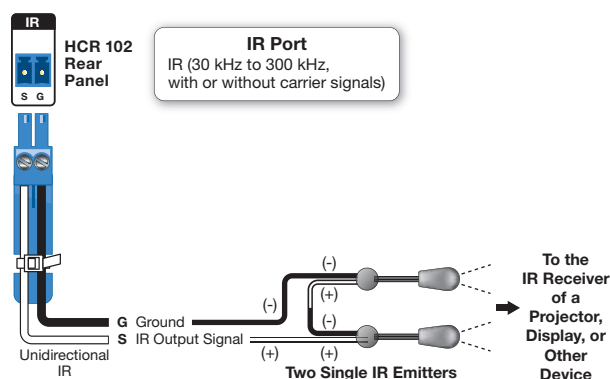 IR
S G
HCR 102
Rear
Panel
IR Port
IR (30 kHz to 300 kHz,
with or without carrier signals)
(-)
(+)
(-)
(-)
G Ground
S IR Output Signal
(+)
(+)
Unidirectional
IR
Two Single IR Emitters
To the
IR Receiver
of a
Projector,
Display, or
Other
Device